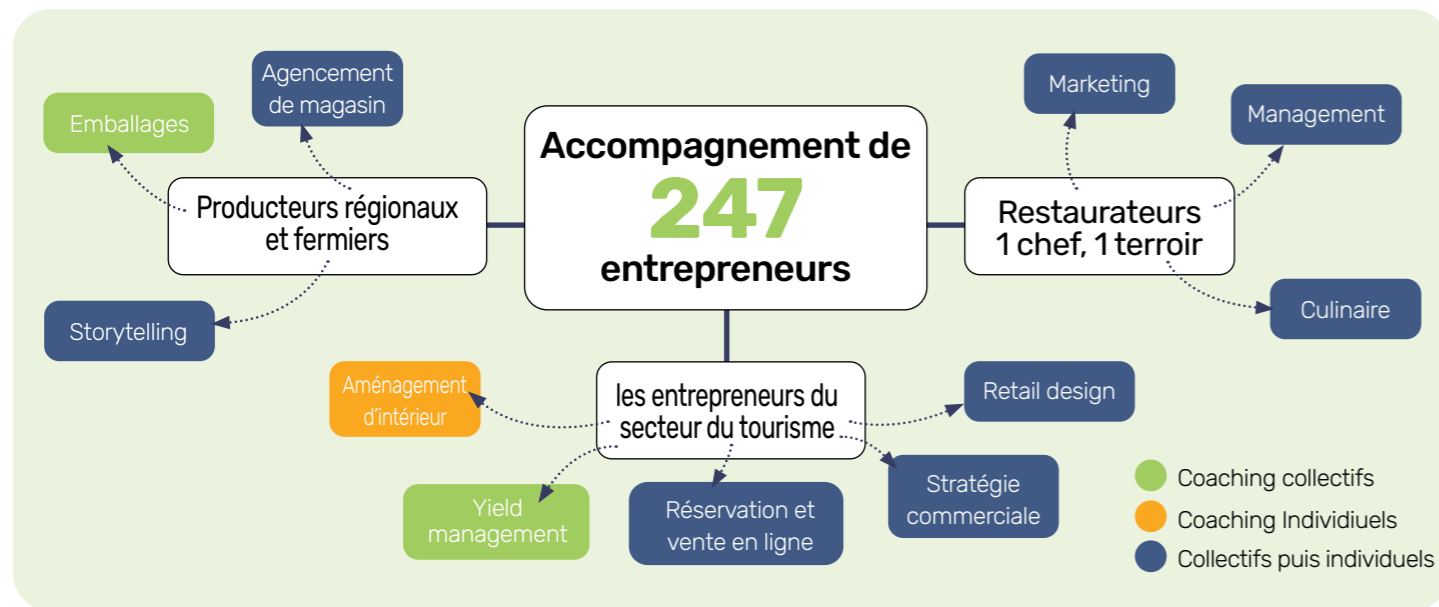 Accompagnement de
247
entrepreneurs
Producteurs régionaux
et fermiers
Emballages
Agencement
de magasin
Storytelling
Restaurateurs
1 chef, 1 terroir
Marketing
Management
Culinaire
les entrepreneurs du
secteur du tourisme
Aménagement
d'intérieur
Yield
management
Réservation et
vente en ligne
Stratégie
commerciale
Retail design
Coaching collectifs
Coaching Individiuels
Collectifs puis individuels